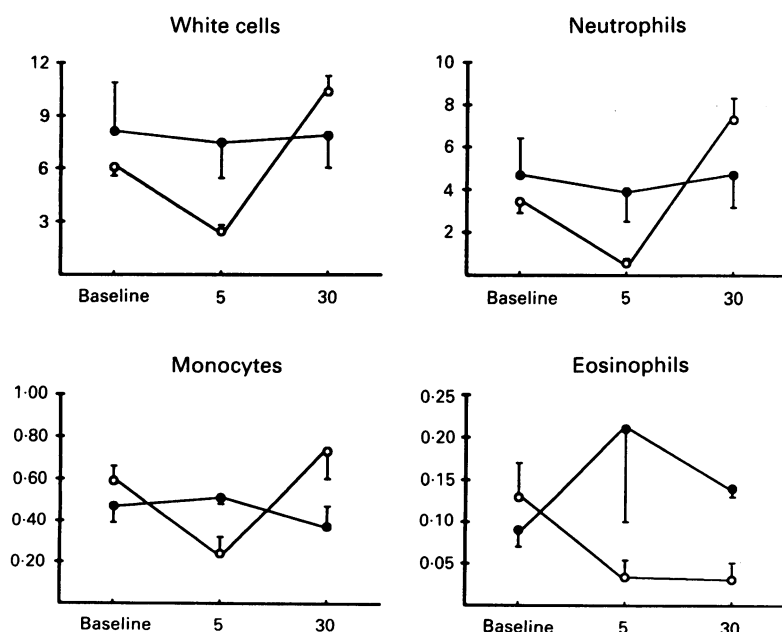 White cells
12
9
6
3
Baseline 5 30
Neutrophils
10
8
6
4
2
Baseline 5 30
Monocytes
1·00
0·80
0·60
0·40
0·20
Baseline 5 30
Eosinophils
0·25
0·20
0·15
0·10
0·05
Baseline 5 30